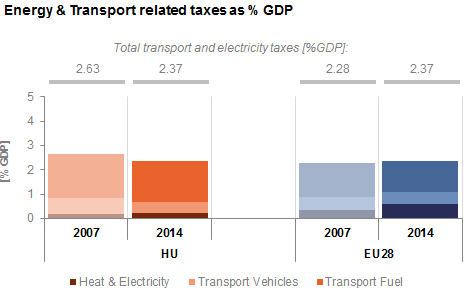 Energy & Transport related taxes as % GDP
Total transport and electricity taxes [%GDP]:
2.63 2.37 2.28 2.37
[% GDP]
5
4
3
2
1
0
2007 2014 2007 2014
HU EU28
Heat & Electricity Transport Vehicles Transport Fuel